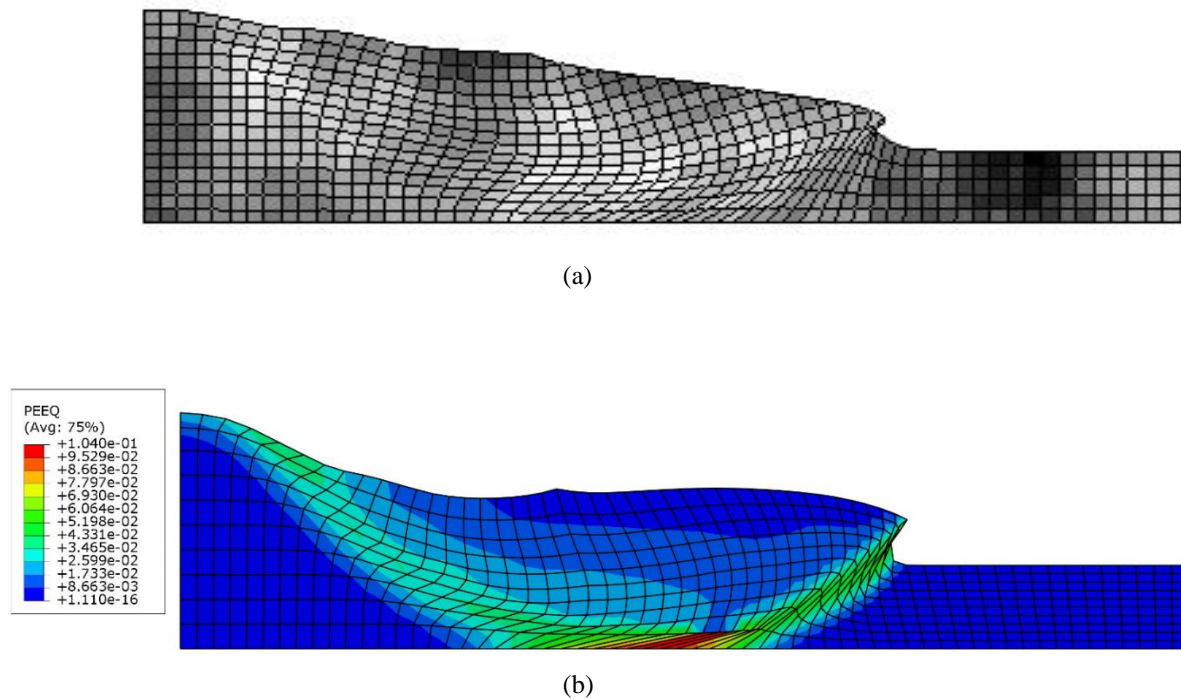 (a)
PEEQ
(Avg: 75%)
+1.040e-01
+9.529e-02
+8.663e-02
+7.797e-02
+6.930e-02
+6.064e-02
+5.198e-02
+4.331e-02
+3.465e-02
+2.599e-02
+1.733e-02
+8.663e-03
+1.110e-16
(b)